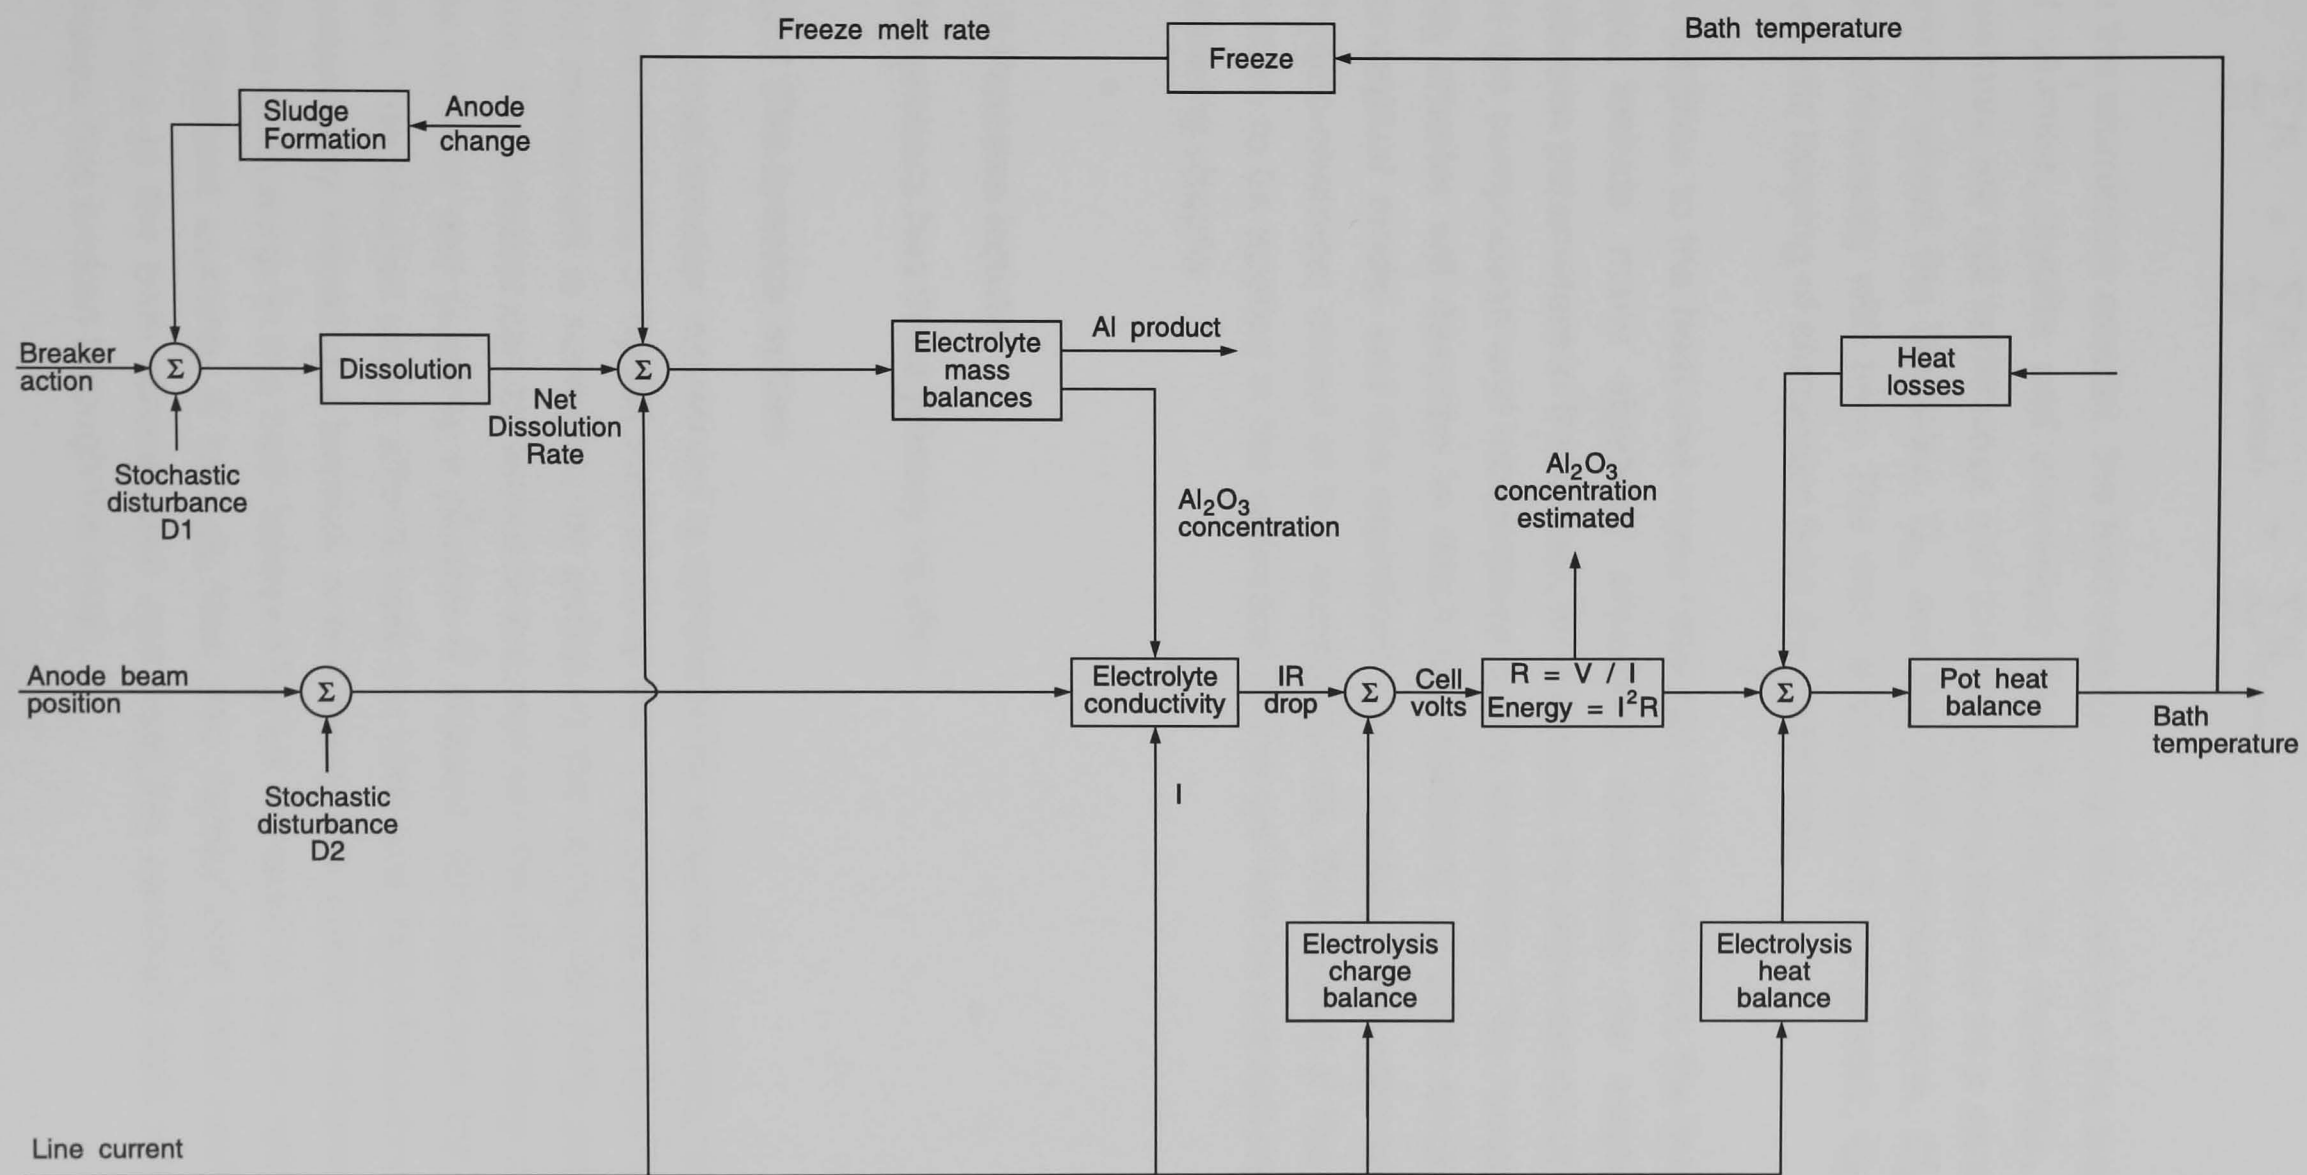 Freeze melt rate
Freeze
Bath temperature
Sludge
Formation
Anode
change
Breaker
action
Σ
Dissolution
Net
Dissolution
Rate
Σ
Electrolyte
mass
balances
Al product
Heat
losses
Stochastic
disturbance
D1
Al₂O₃
concentration
Al₂O₃
concentration
estimated
Anode beam
position
Σ
Electrolyte
conductivity
IR
drop
Σ
Cell
volts
R = V / I
Energy = I²R
Σ
Pot heat
balance
Bath
temperature
Stochastic
disturbance
D2
I
Electrolysis
charge
balance
Electrolysis
heat
balance
Line current